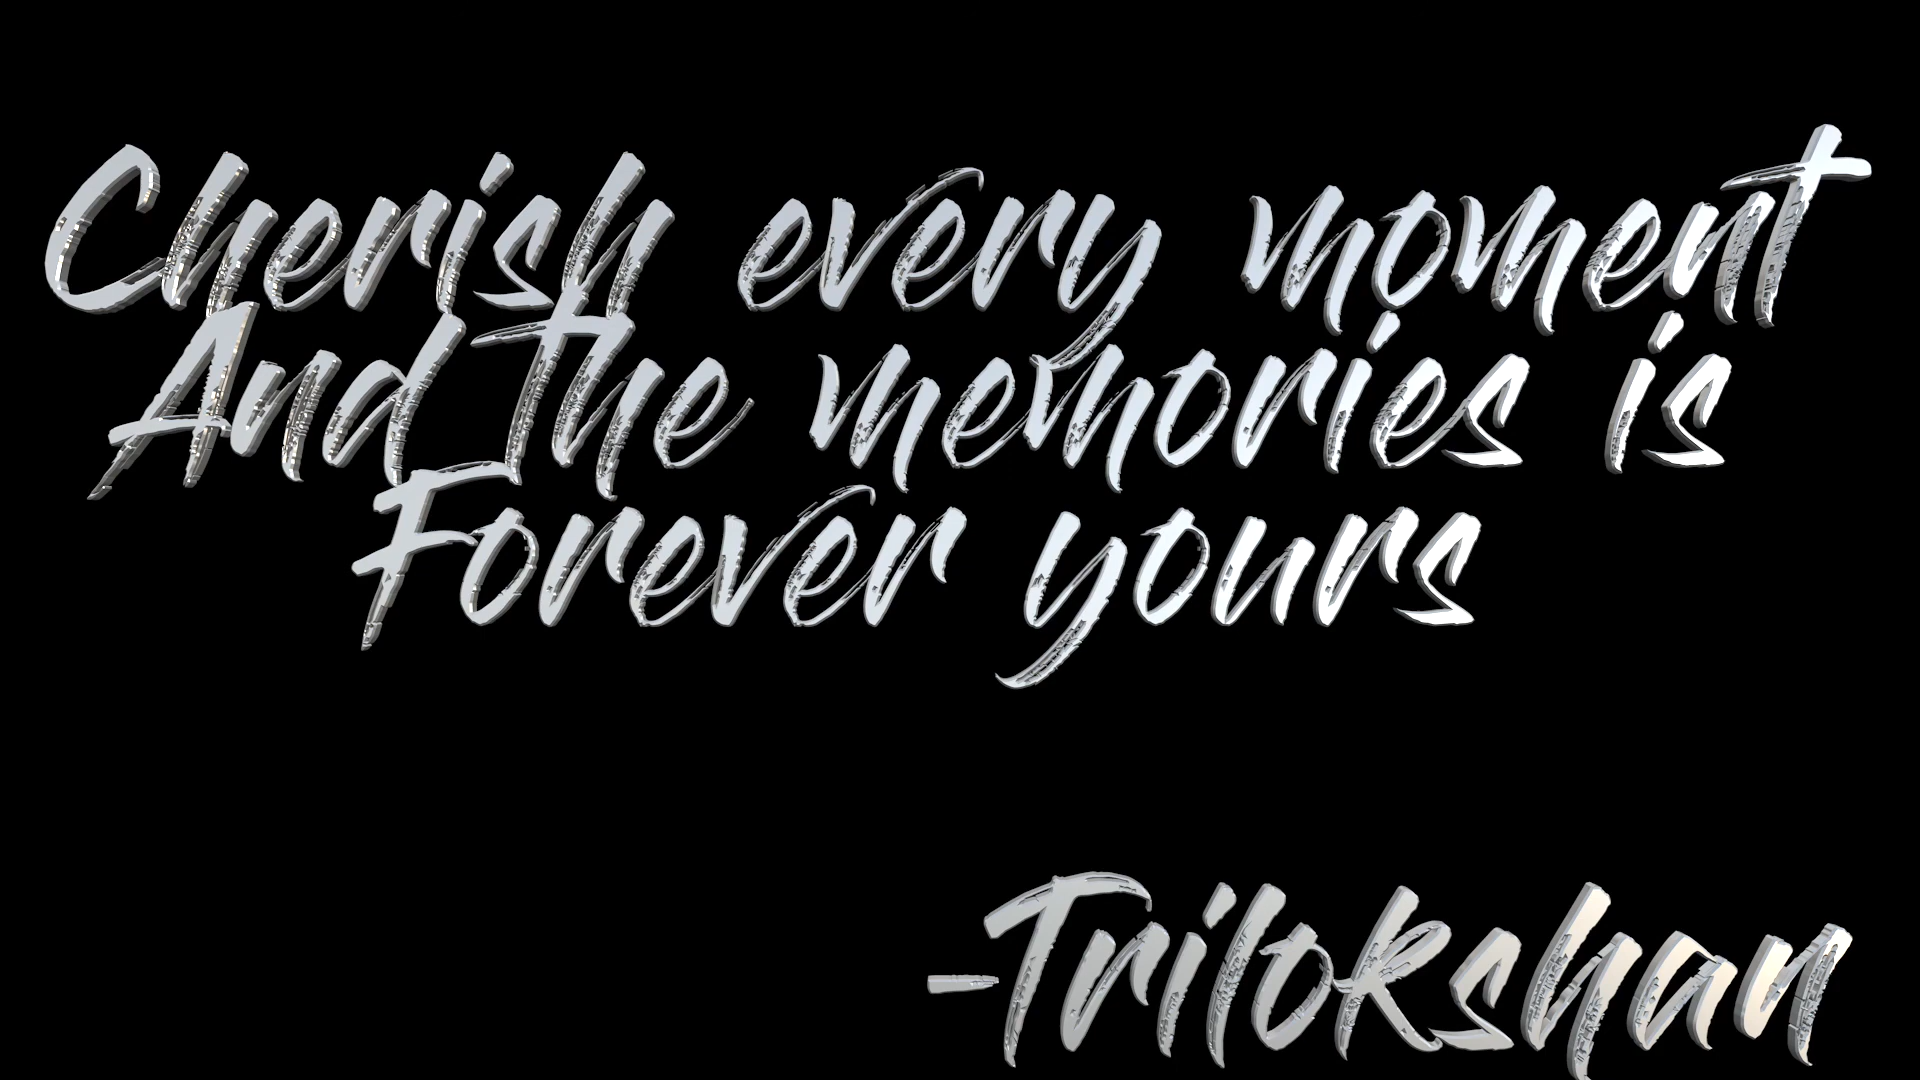 Cherish every moment
And the memories is
Forever yours
-Trilokshan